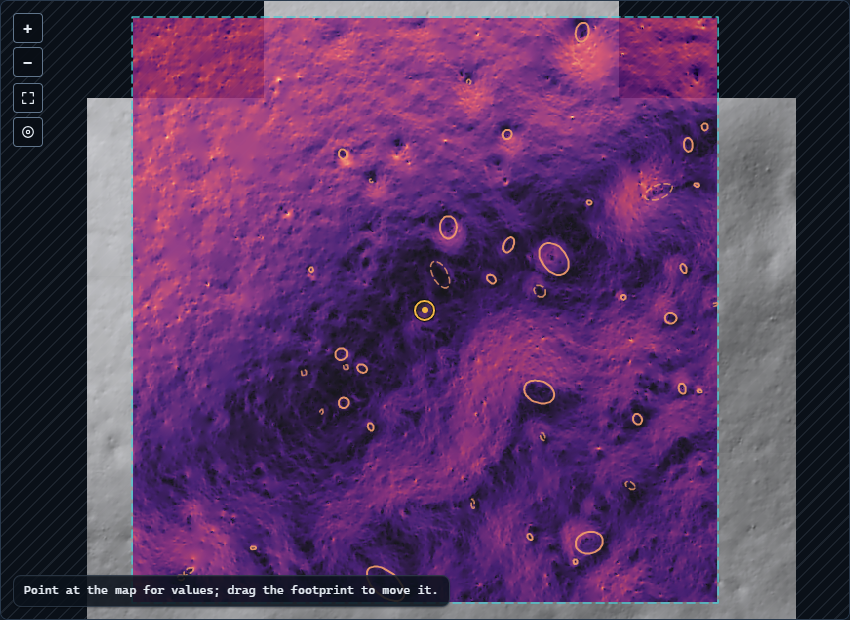 +
−
Point at the map for values; drag the footprint to move it.